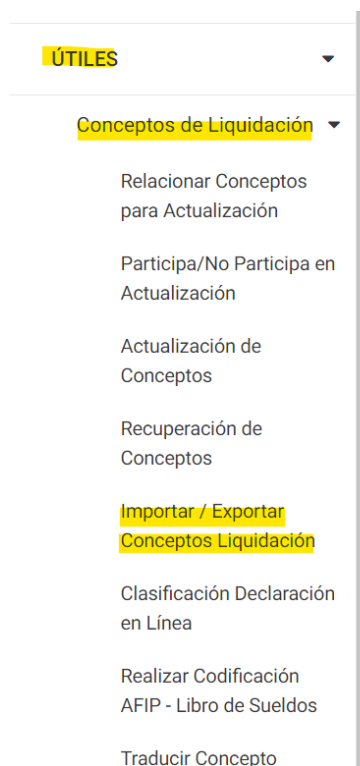 ÚTILES
Conceptos de Liquidación
Relacionar Conceptos
para Actualización
Participa/No Participa en
Actualización
Actualización de
Conceptos
Recuperación de
Conceptos
Importar / Exportar
Conceptos Liquidación
Clasificación Declaración
en Línea
Realizar Codificación
AFIP - Libro de Sueldos
Traducir Concepto